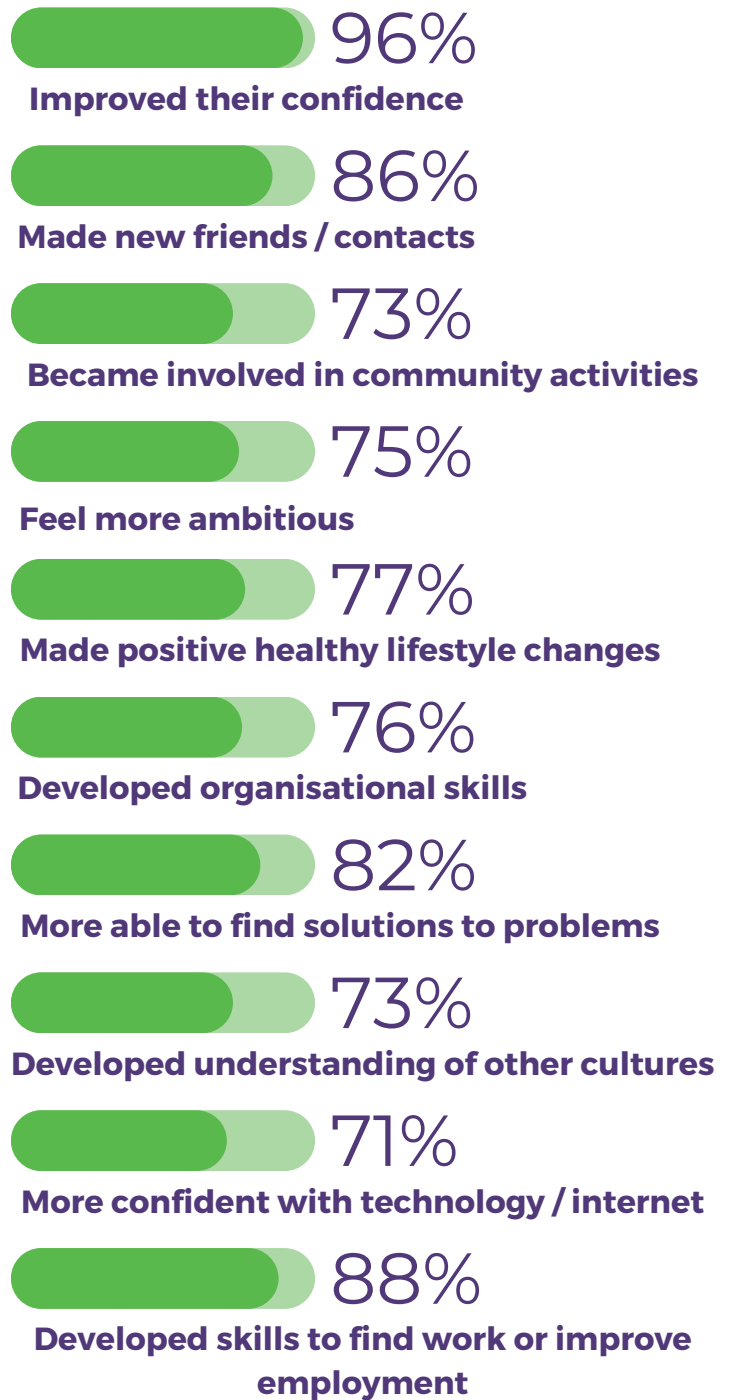 96%
Improved their confidence
86%
Made new friends / contacts
73%
Became involved in community activities
75%
Feel more ambitious
77%
Made positive healthy lifestyle changes
76%
Developed organisational skills
82%
More able to find solutions to problems
73%
Developed understanding of other cultures
71%
More confident with technology / internet
88%
Developed skills to find work or improve
employment